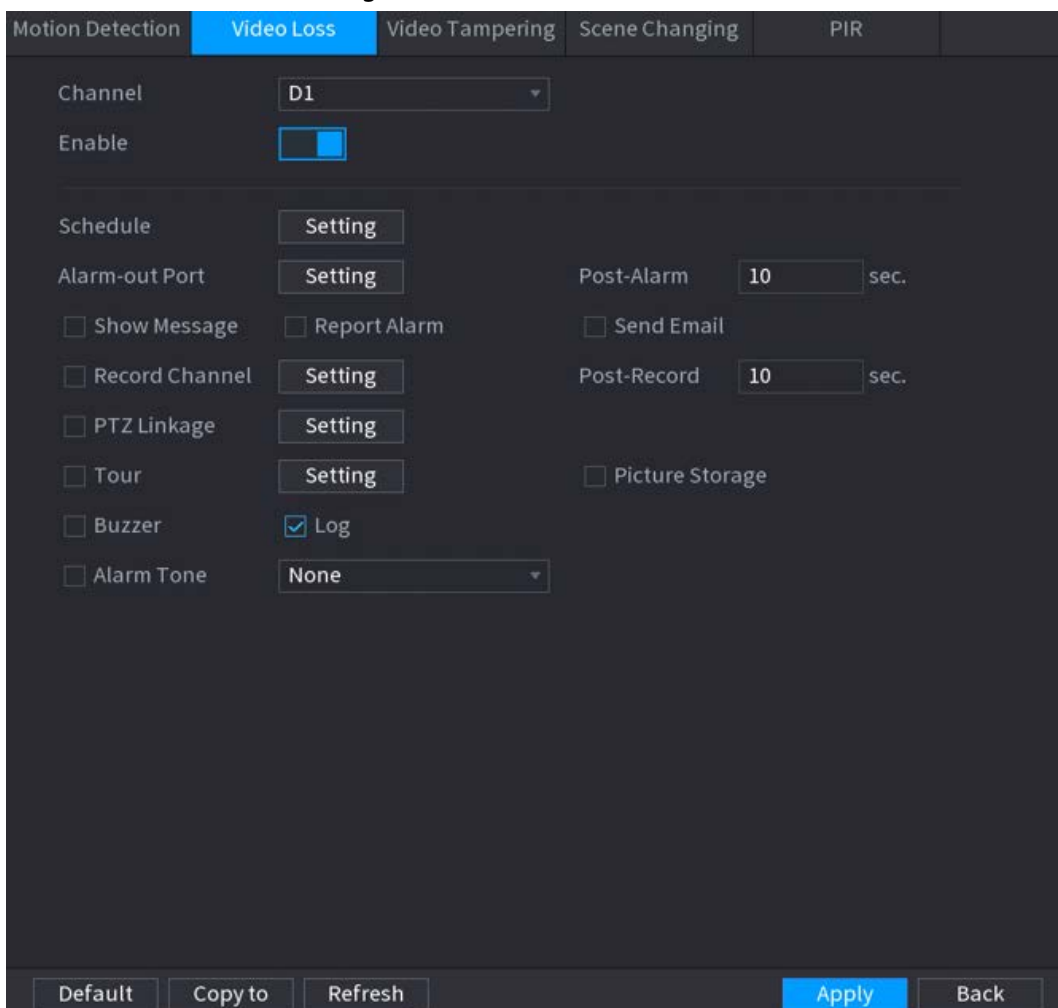 Motion Detection Video Loss Video Tampering Scene Changing PIR
Channel D1
Enable
Schedule Setting
Alarm-out Port Setting Post-Alarm 10 sec.
Show Message Report Alarm Send Email
Record Channel Setting Post-Record 10 sec.
PTZ Linkage Setting
Tour Setting Picture Storage
Buzzer Log
Alarm Tone None
Default Copy to Refresh Apply Back